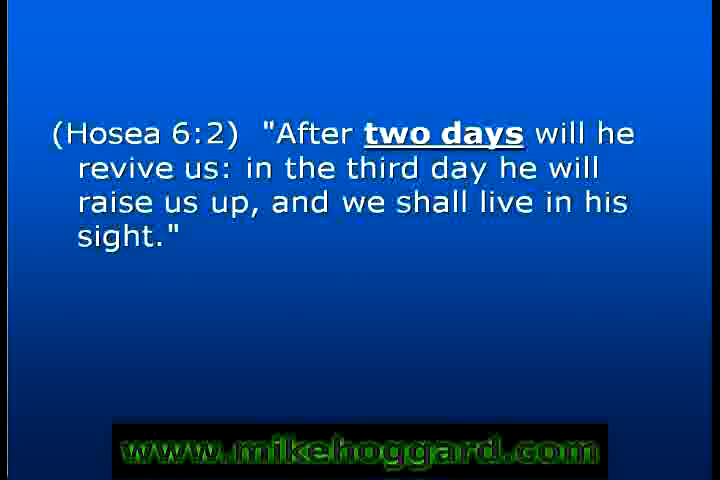 (Hosea 6:2)  "After two days will he
revive us: in the third day he will
raise us up, and we shall live in his
sight."
www.mikehoggard.com